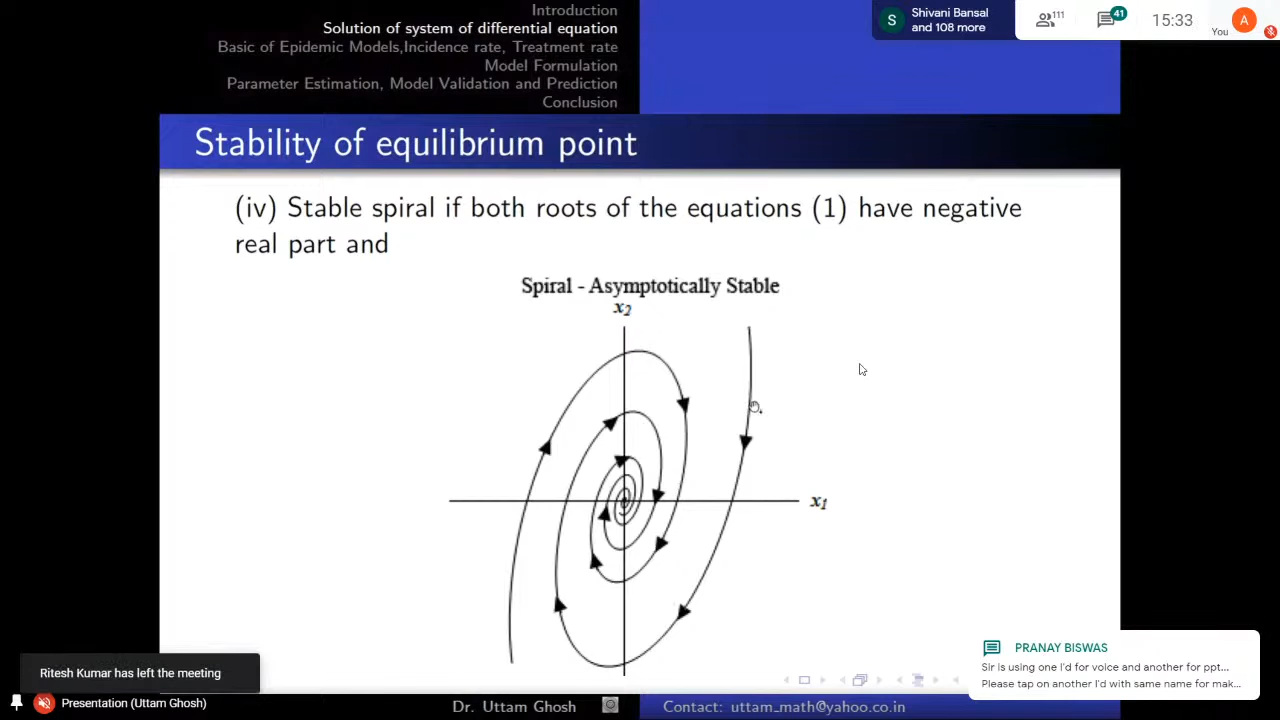 Introduction
Solution of system of differential equation
Basic of Epidemic Models,Incidence rate, Treatment rate
Model Formulation
Parameter Estimation, Model Validation and Prediction
Conclusion
S
Shivani Bansal
and 108 more
111
41
15:33
You
A
Stability of equilibrium point
(iv) Stable spiral if both roots of the equations (1) have negative
real part and
Spiral - Asymptotically Stable
x2
x1
Ritesh Kumar has left the meeting
PRANAY BISWAS
Sir is using one I'd for voice and another for ppt...
Please tap on another I'd with same name for mak...
Presentation (Uttam Ghosh)
Dr. Uttam Ghosh
Contact: uttam_math@yahoo.co.in